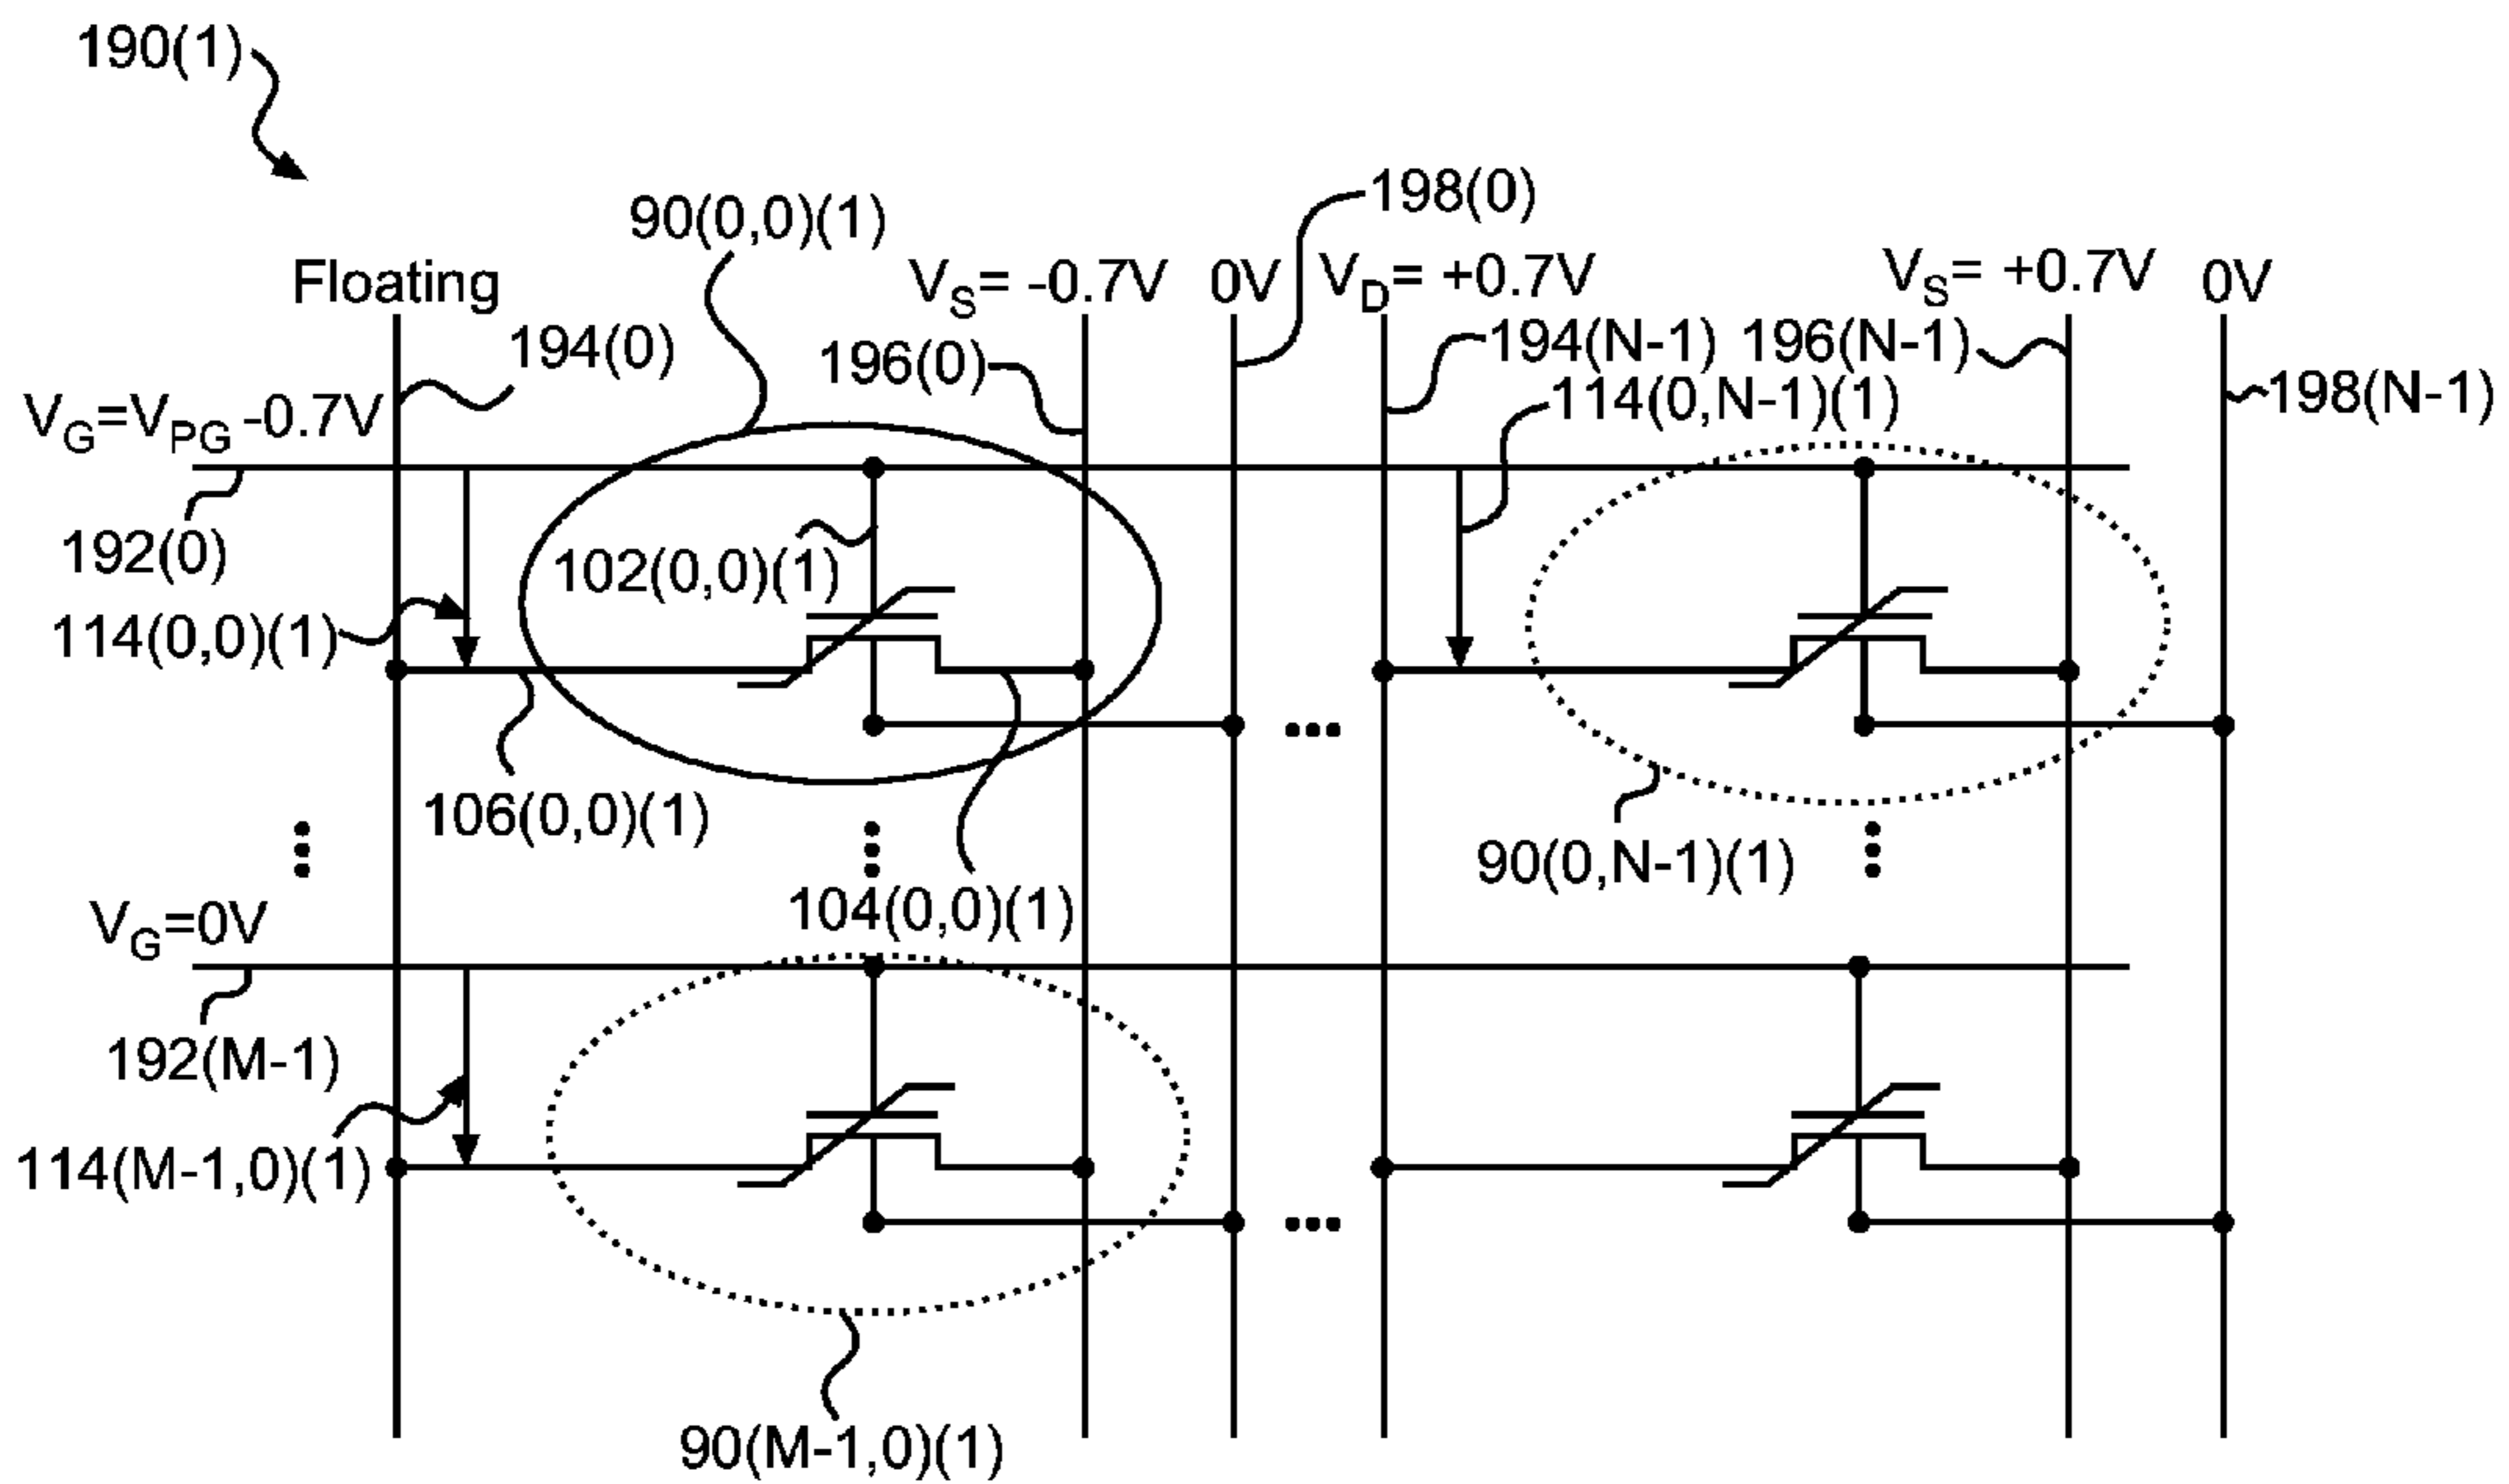 190(1)
90(0,0)(1)
198(0)
Floating
VS= -0.7V
0V
VD= +0.7V
VS= +0.7V
0V
194(0)
196(0)
194(N-1)
196(N-1)
198(N-1)
VG=VPG -0.7V
114(0,N-1)(1)
192(0)
102(0,0)(1)
114(0,0)(1)
106(0,0)(1)
90(0,N-1)(1)
104(0,0)(1)
VG=0V
192(M-1)
114(M-1,0)(1)
90(M-1,0)(1)